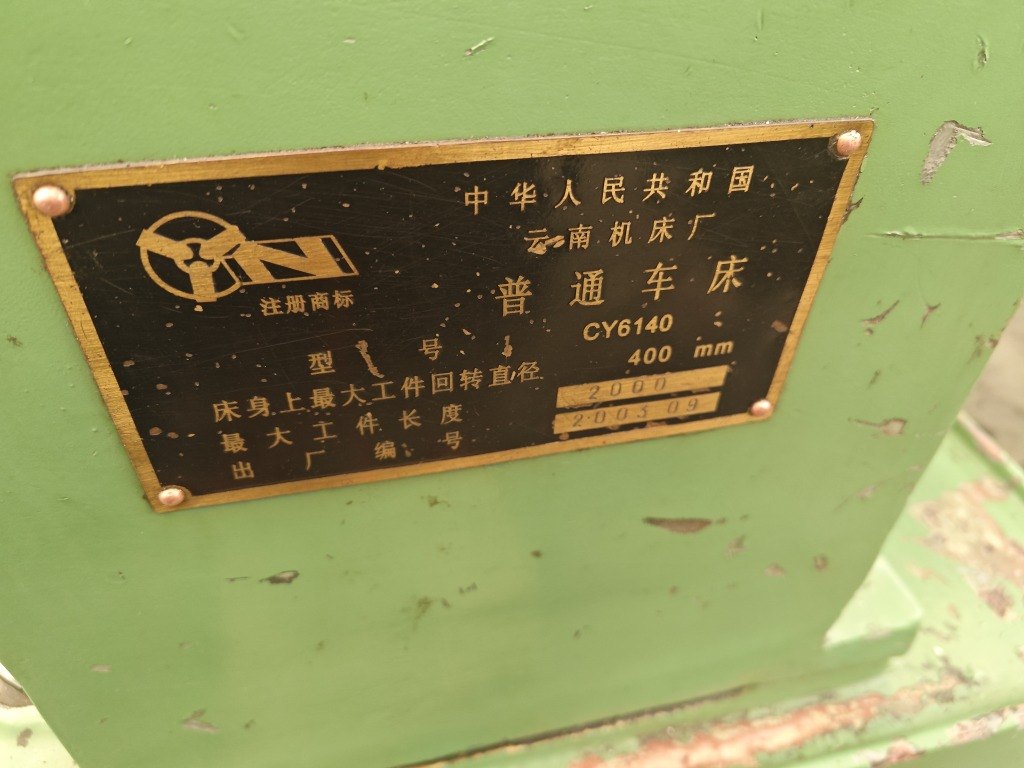 中华人民共和国
云南机床厂
普通车床
注册商标
型号 CY6140
床身上最大工件回转直径 400 mm
最大工件长度 2000
出厂编号 2003 09